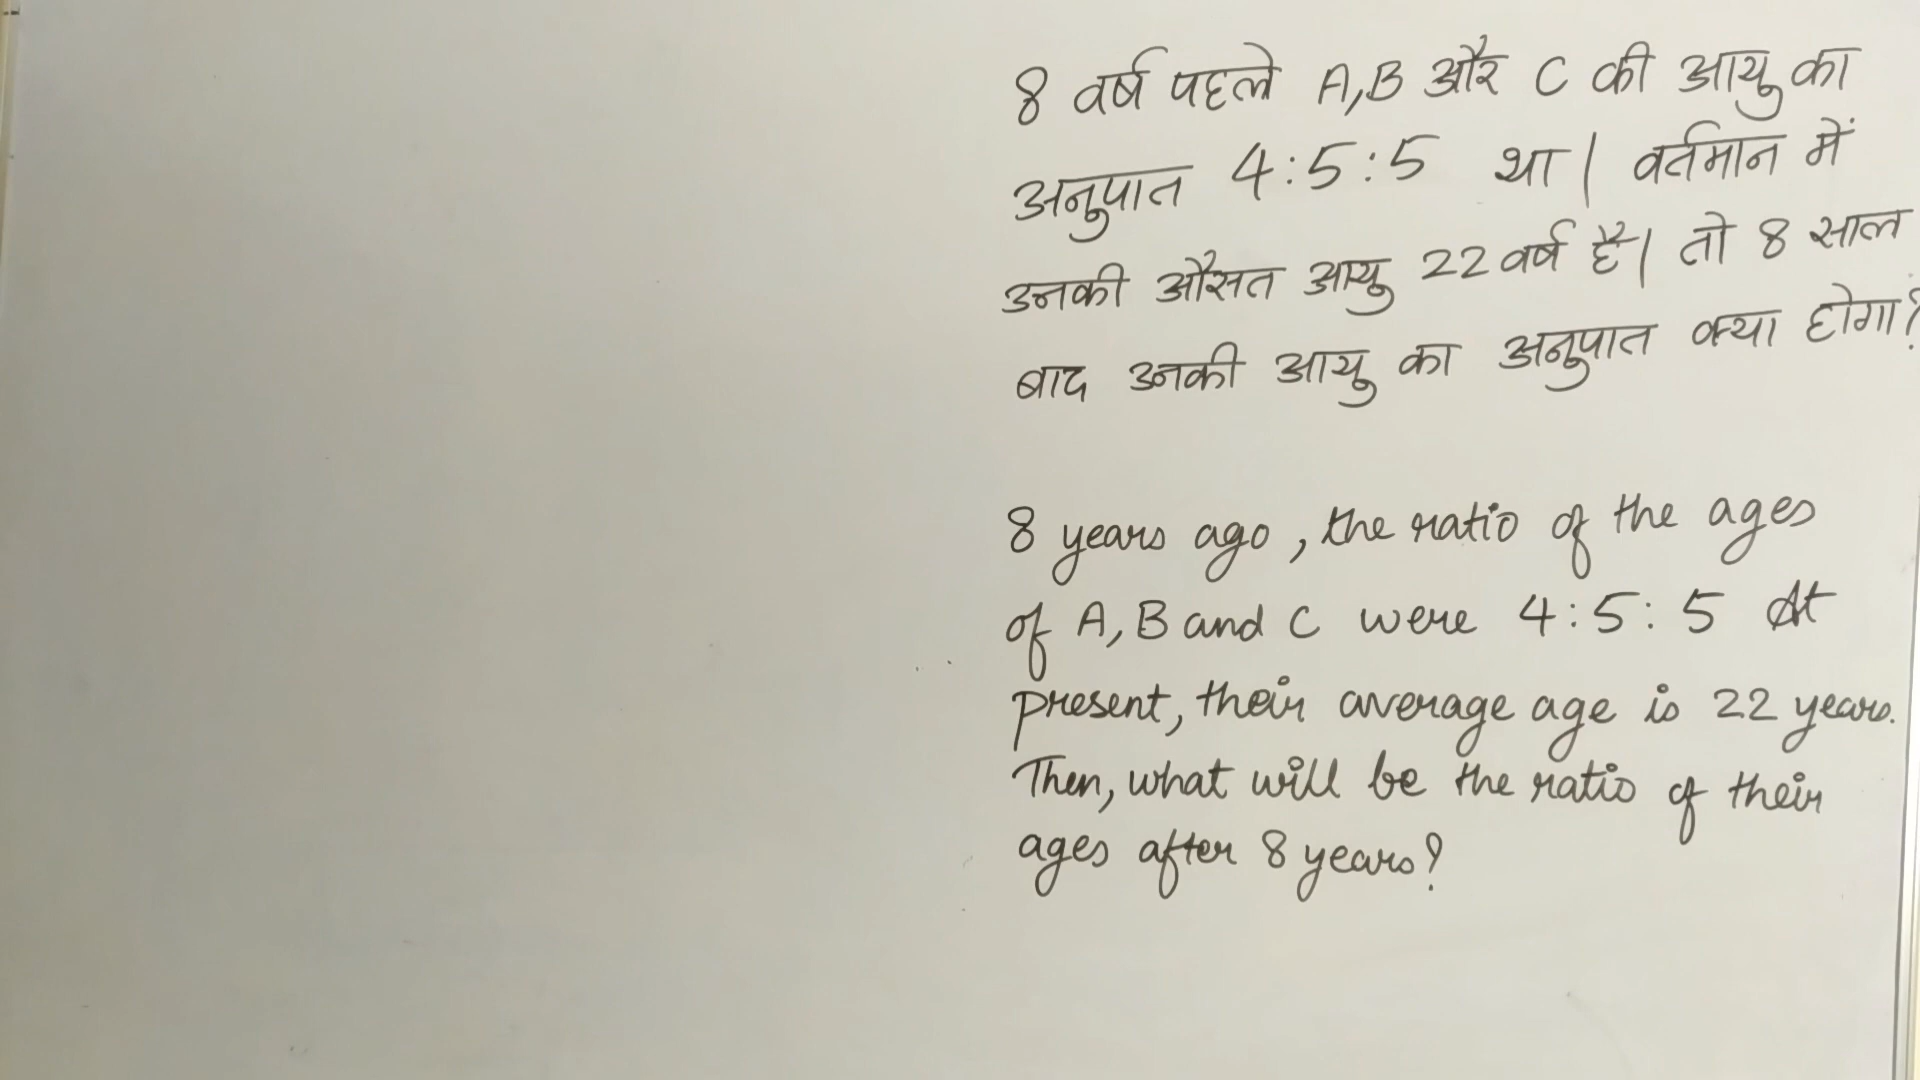 8 वर्ष पहले A,B और C की आयु का
अनुपात 4:5:5 था| वर्तमान में
उनकी औसत आयु 22 वर्ष है| तो 8 साल
बाद उनकी आयु का अनुपात क्या होगा?
8 years ago, the ratio of the ages
of A, B and C were 4:5:5 At
present, their average age is 22 years.
Then, what will be the ratio of their
ages after 8 years?